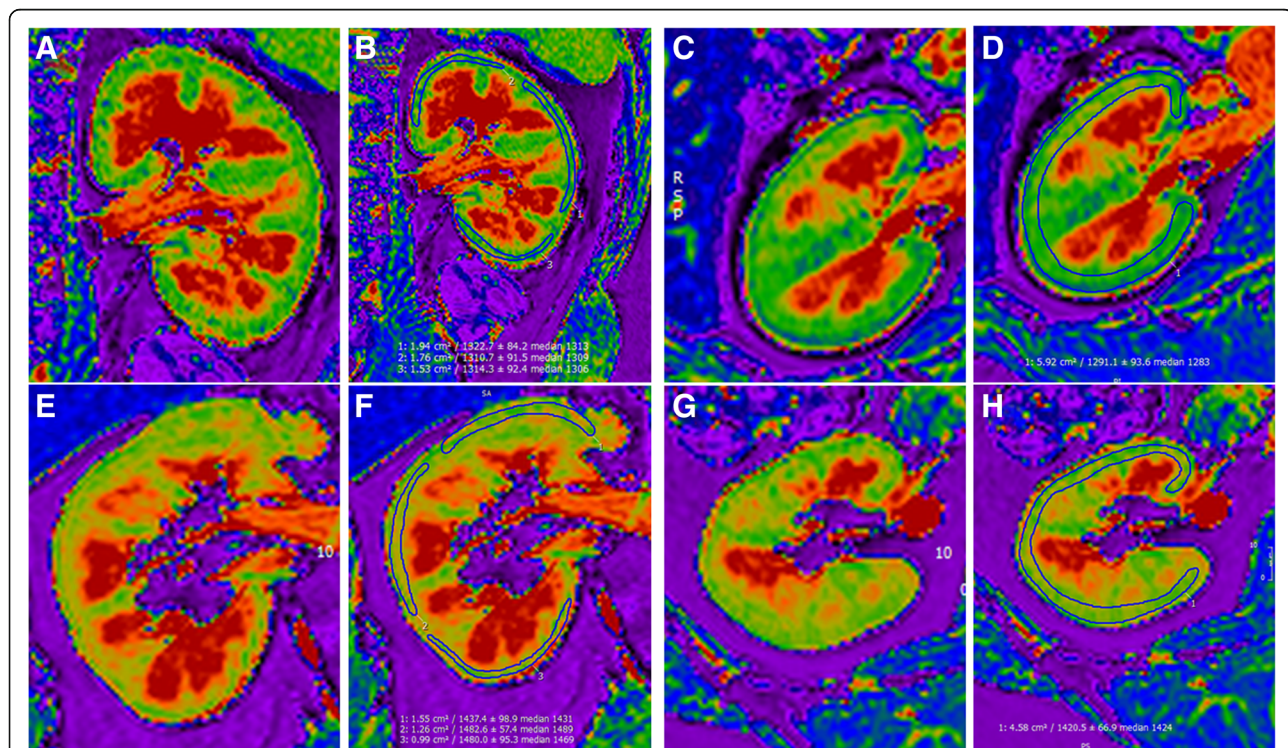 A
B
C
D
2
1
3
R
S
P
1
1: 1.94 cm² / 1322.7 ± 84.2 median 1313
2: 1.76 cm² / 1310.7 ± 91.5 median 1309
3: 1.53 cm² / 1314.3 ± 92.4 median 1306
1: 5.92 cm² / 1291.1 ± 93.6 median 1283
E
F
G
H
SA
1
2
3
10
10
0
10
0
1
1: 1.55 cm² / 1437.4 ± 98.9 median 1431
2: 1.26 cm² / 1482.6 ± 57.4 median 1489
3: 0.99 cm² / 1480.0 ± 95.3 median 1469
1: 4.58 cm² / 1420.5 ± 66.9 median 1424